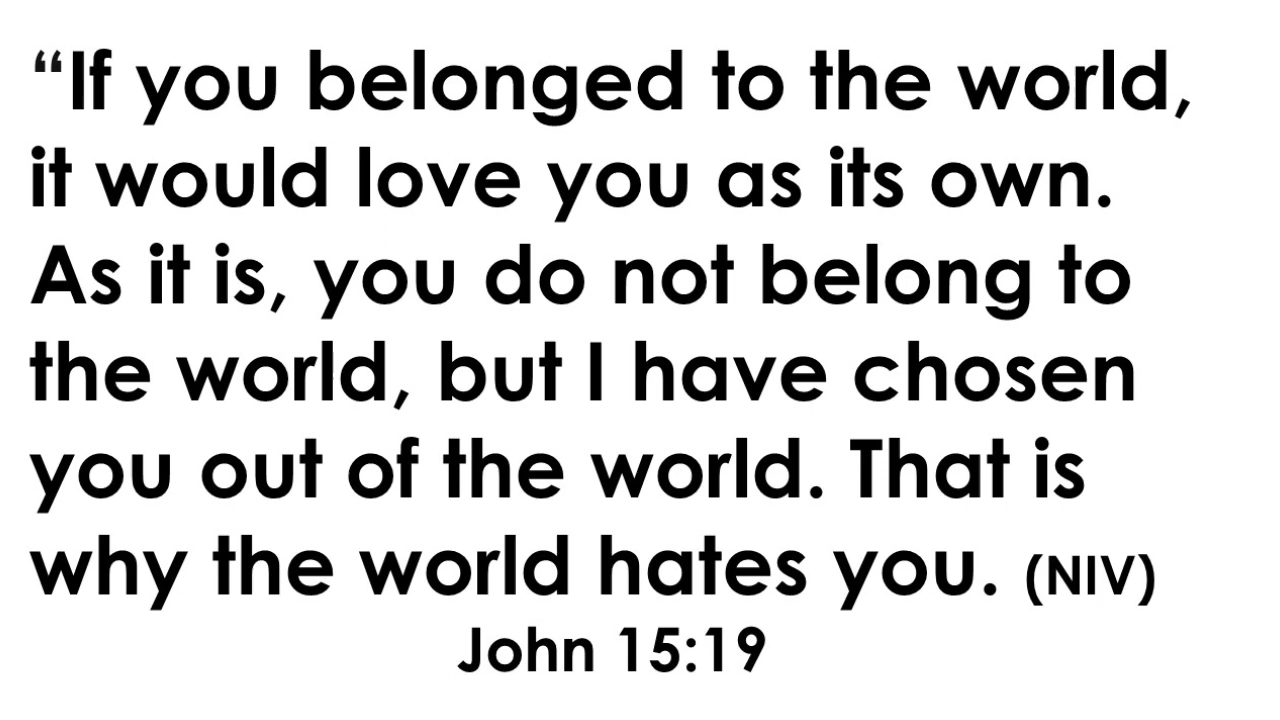 “If you belonged to the world,
it would love you as its own.
As it is, you do not belong to
the world, but I have chosen
you out of the world. That is
why the world hates you. (NIV)
John 15:19